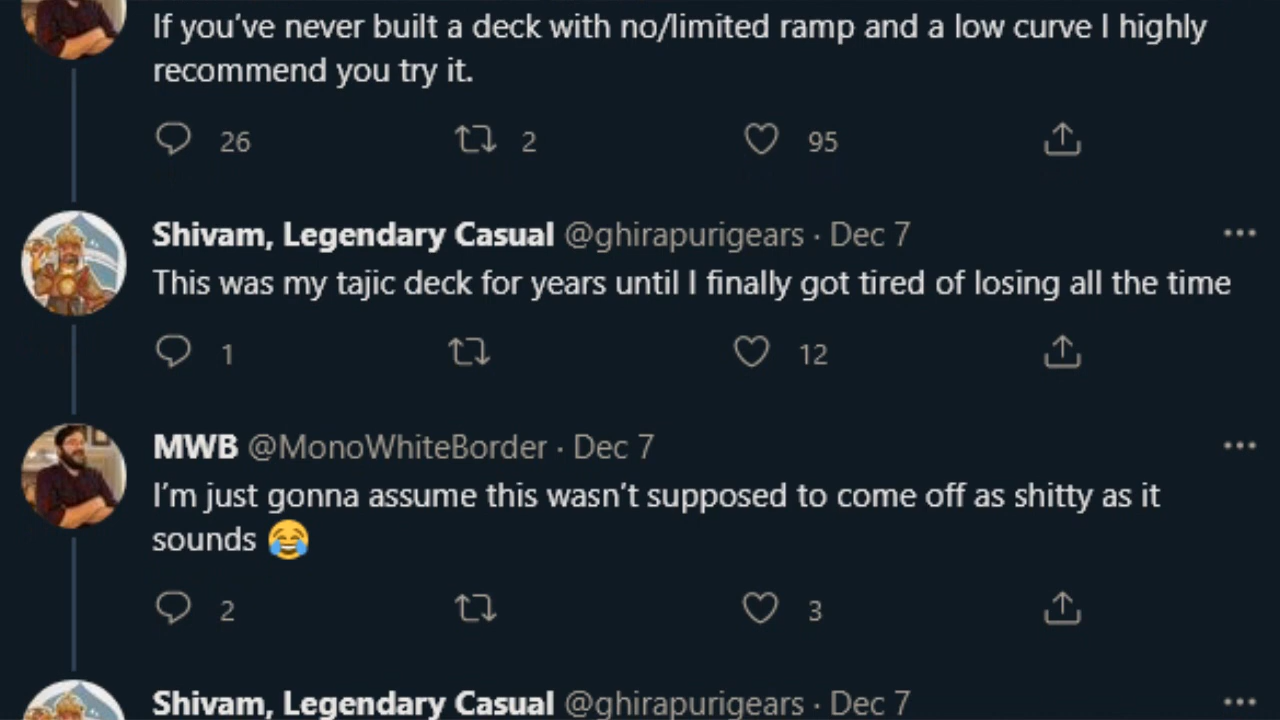 If you’ve never built a deck with no/limited ramp and a low curve I highly
recommend you try it.
26 2 95
Shivam, Legendary Casual @ghirapurigears · Dec 7
This was my tajic deck for years until I finally got tired of losing all the time
1 12
MWB @MonoWhiteBorder · Dec 7
I’m just gonna assume this wasn’t supposed to come off as shitty as it
sounds 😂
2 3
Shivam, Legendary Casual @ghirapurigears · Dec 7